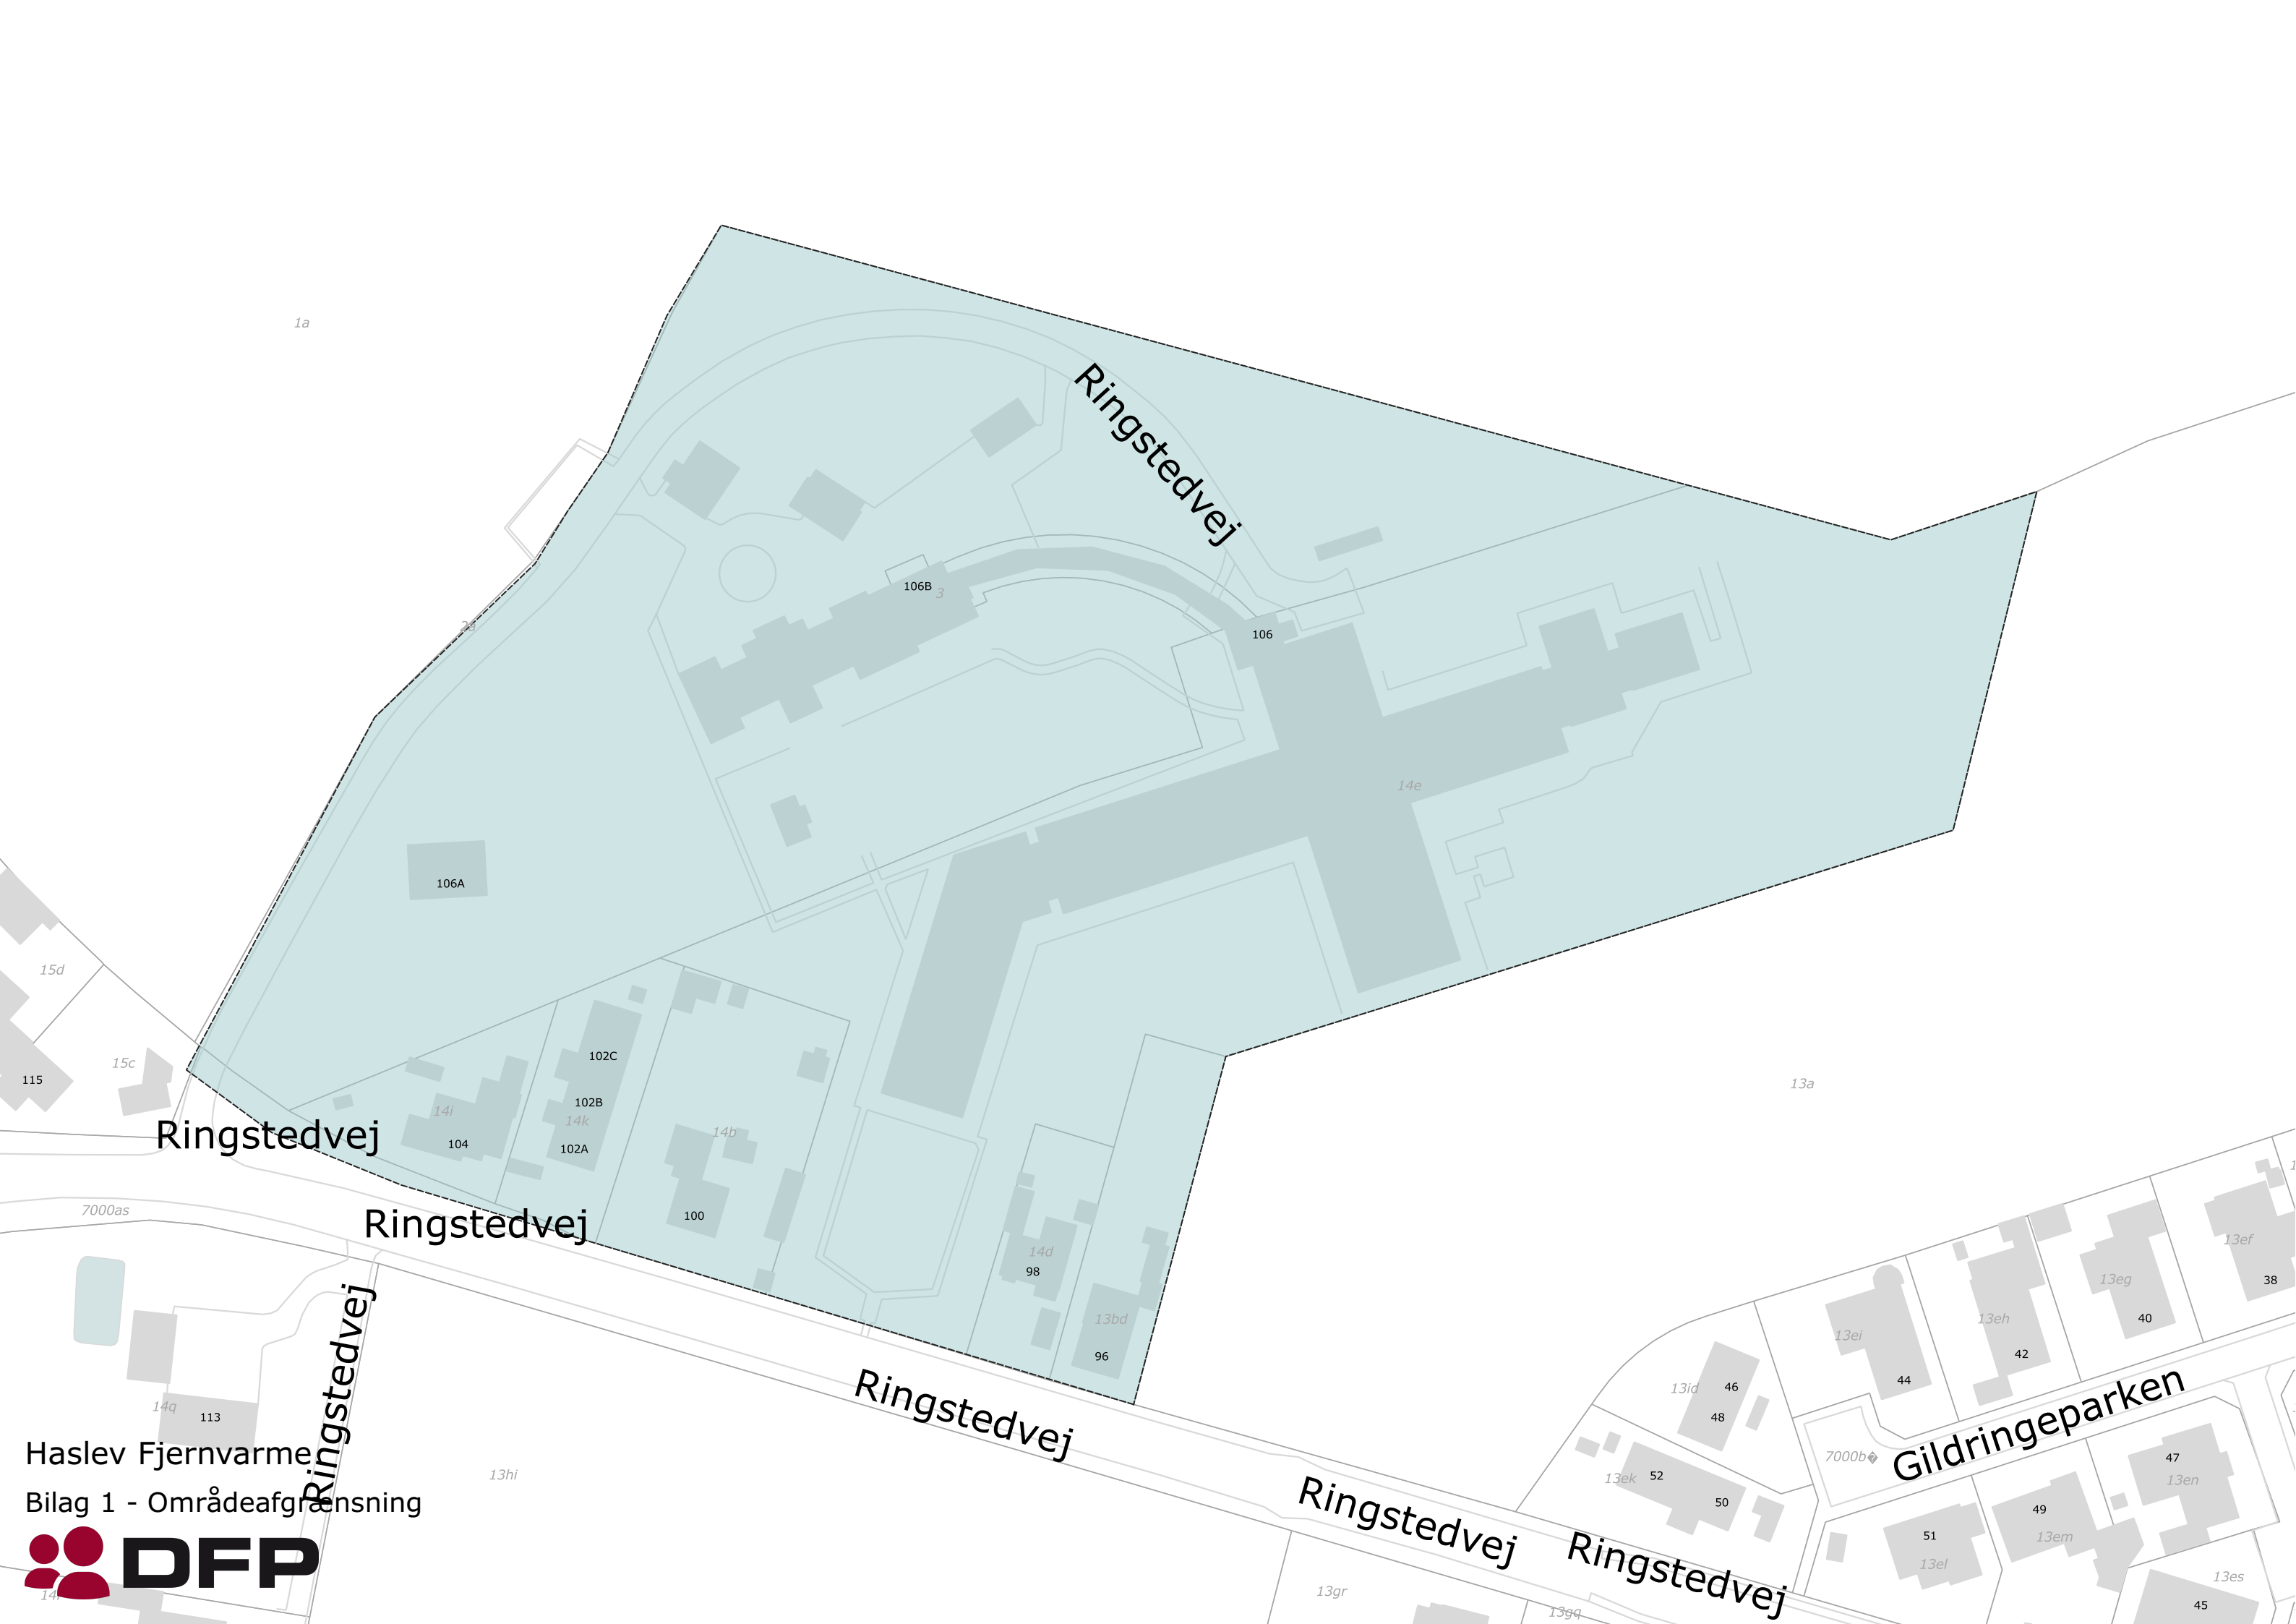 1a
Ringstedvej
106B
3
2a
106
14e
106A
15d
102C
15c
115
13a
102B
14i
14k
14b
Ringstedvej
104
102A
7000as
100
Ringstedvej
14d
98
13ef
13eg
38
13bd
13eh
40
13ei
96
42
44
Ringstedvej
13id
46
48
14q
113
Ringstedvej
Gildringeparken
Haslev Fjernvarme
7000b�
47
13hi
13ek
52
13en
50
Bilag 1 - Områdeafgrænsning
49
Ringstedvej
51
13em
DFP
13el
Ringstedvej
13es
13gr
45
13gq